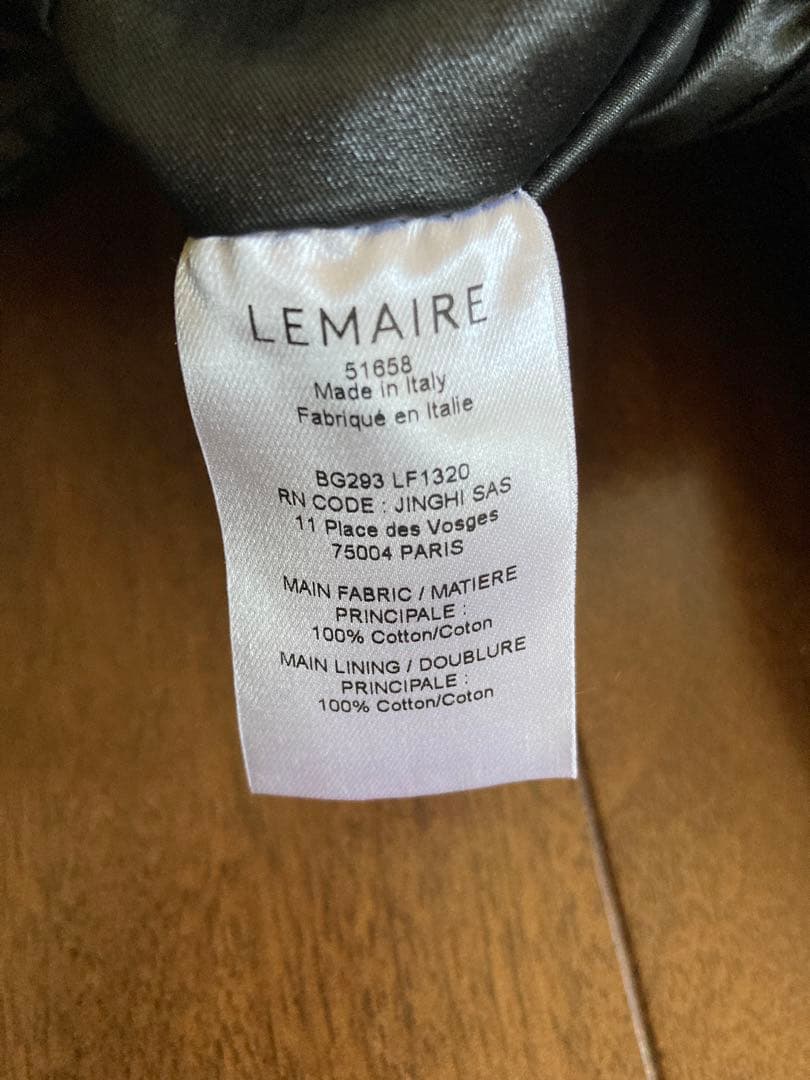 LEMAIRE
51658
Made in Italy
Fabriqué en Italie
BG293 LF1320
RN CODE : JINGHI SAS
11 Place des Vosges
75004 PARIS
MAIN FABRIC / MATIERE
PRINCIPALE :
100% Cotton/Coton
MAIN LINING / DOUBLURE
PRINCIPALE :
100% Cotton/Coton